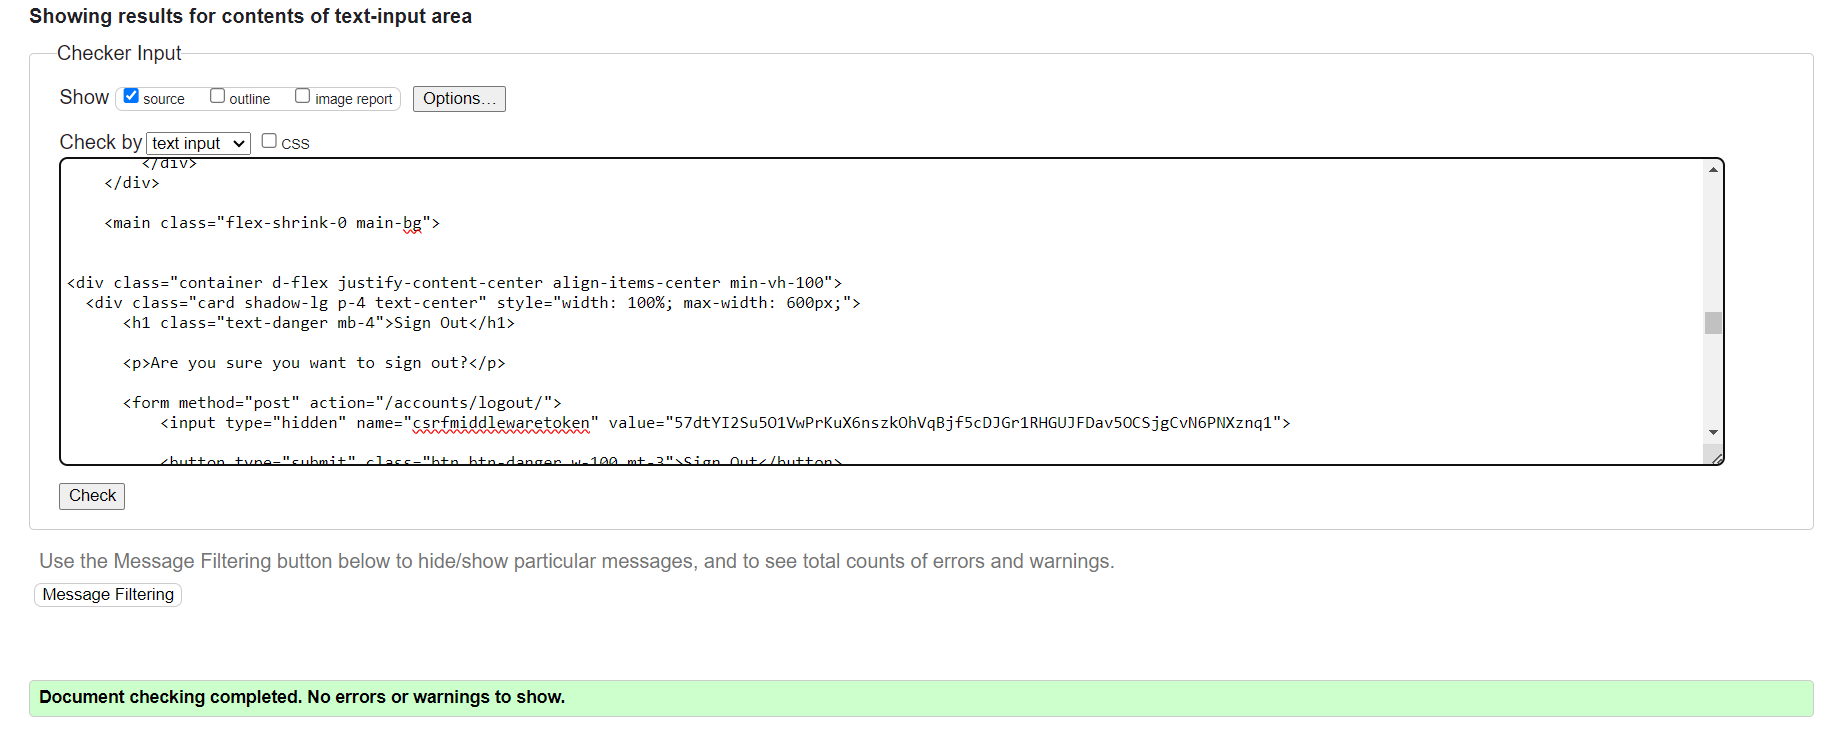 Showing results for contents of text-input area
Checker Input
Show source outline image report Options...
Check by text input CSS
</div>
</div>
<main class="flex-shrink-0 main-bg">
<div class="container d-flex justify-content-center align-items-center min-vh-100">
<div class="card shadow-lg p-4 text-center" style="width: 100%; max-width: 600px;">
<h1 class="text-danger mb-4">Sign Out</h1>
<p>Are you sure you want to sign out?</p>
<form method="post" action="/accounts/logout/">
<input type="hidden" name="csrfmiddlewaretoken" value="57dtYI2Su5O1VwPrKuX6nszkOhVqBjf5cDJGr1RHGUJFDav5OCSjgCvN6PNXznq1">
<button type="submit" class="btn btn-danger w-100 mt-3">Sign Out</button>
Check
Use the Message Filtering button below to hide/show particular messages, and to see total counts of errors and warnings.
Message Filtering
Document checking completed. No errors or warnings to show.